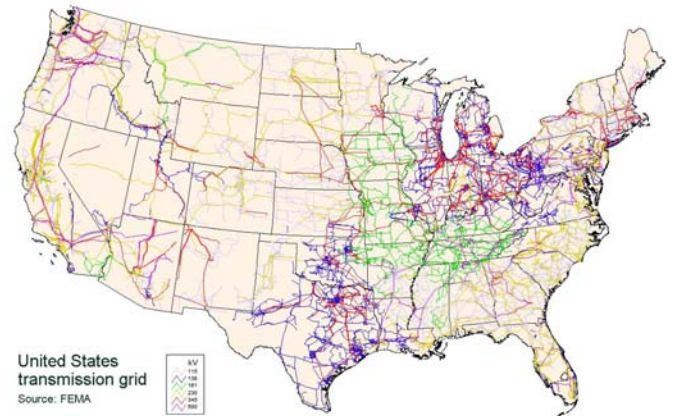 United States
transmission grid
Source: FEMA
kV
115
138
161
230
345
500